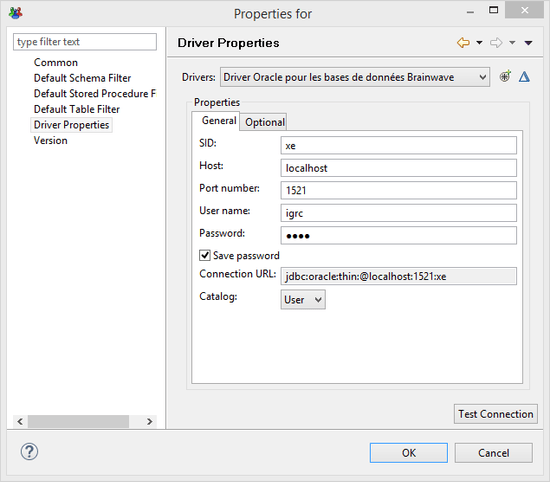 Properties for
type filter text
Common
Default Schema Filter
Default Stored Procedure F
Default Table Filter
Driver Properties
Version
Driver Properties
Drivers: Driver Oracle pour les bases de données Brainwave
Properties
General Optional
SID: xe
Host: localhost
Port number: 1521
User name: igrc
Password: ●●●●
Save password
Connection URL: jdbc:oracle:thin:@localhost:1521:xe
Catalog: User
Test Connection
? OK Cancel